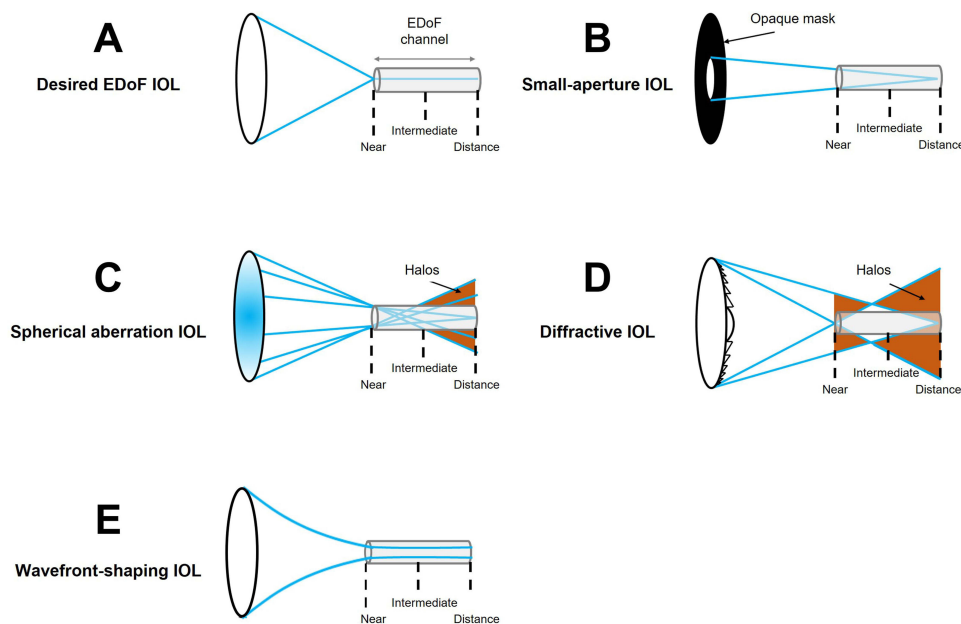 A
Desired EDoF IOL
EDoF
channel
Intermediate
Near
Distance
B
Small-aperture IOL
Opaque mask
Intermediate
Near
Distance
C
Spherical aberration IOL
Halos
Intermediate
Near
Distance
D
Diffractive IOL
Halos
Intermediate
Near
Distance
E
Wavefront-shaping IOL
Intermediate
Near
Distance